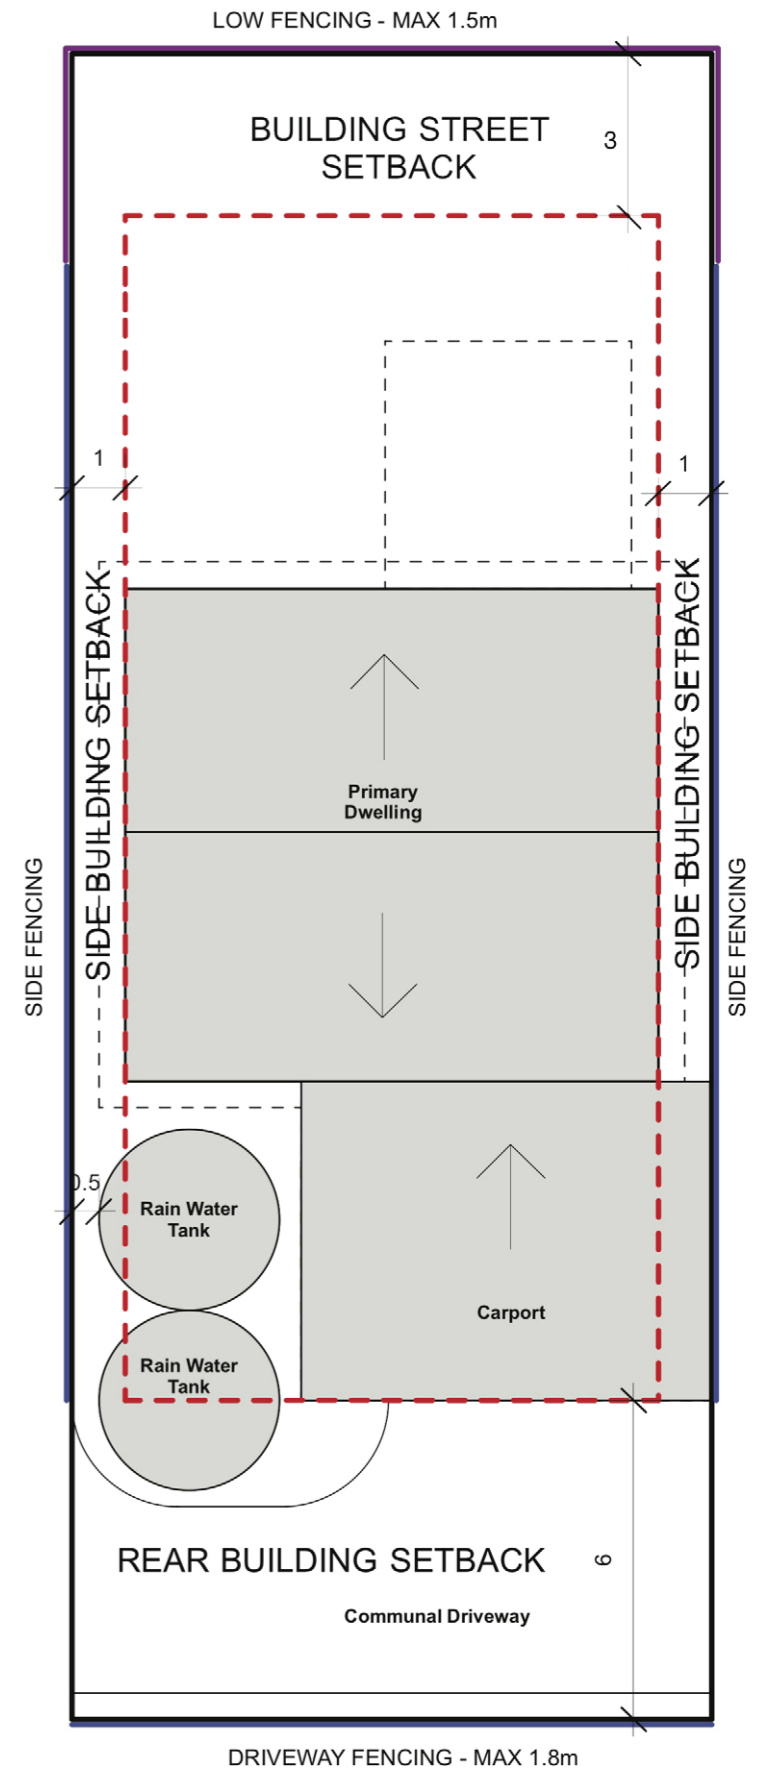 LOW FENCING - MAX 1.5m
BUILDING STREET
SETBACK
3
1
1
SIDE BUILDING SETBACK
SIDE BUILDING SETBACK
Primary
Dwelling
SIDE FENCING
SIDE FENCING
0.5
Rain Water
Tank
Carport
Rain Water
Tank
REAR BUILDING SETBACK
6
Communal Driveway
DRIVEWAY FENCING - MAX 1.8m